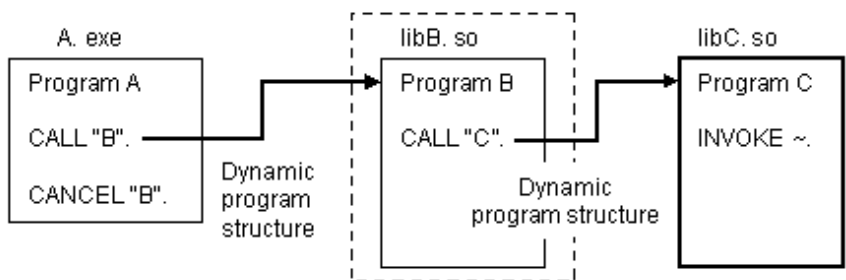 A. exe
Program A
CALL "B".
CANCEL "B".
Dynamic
program
structure
libB. so
Program B
CALL "C".
Dynamic
program structure
libC. so
Program C
INVOKE ~.